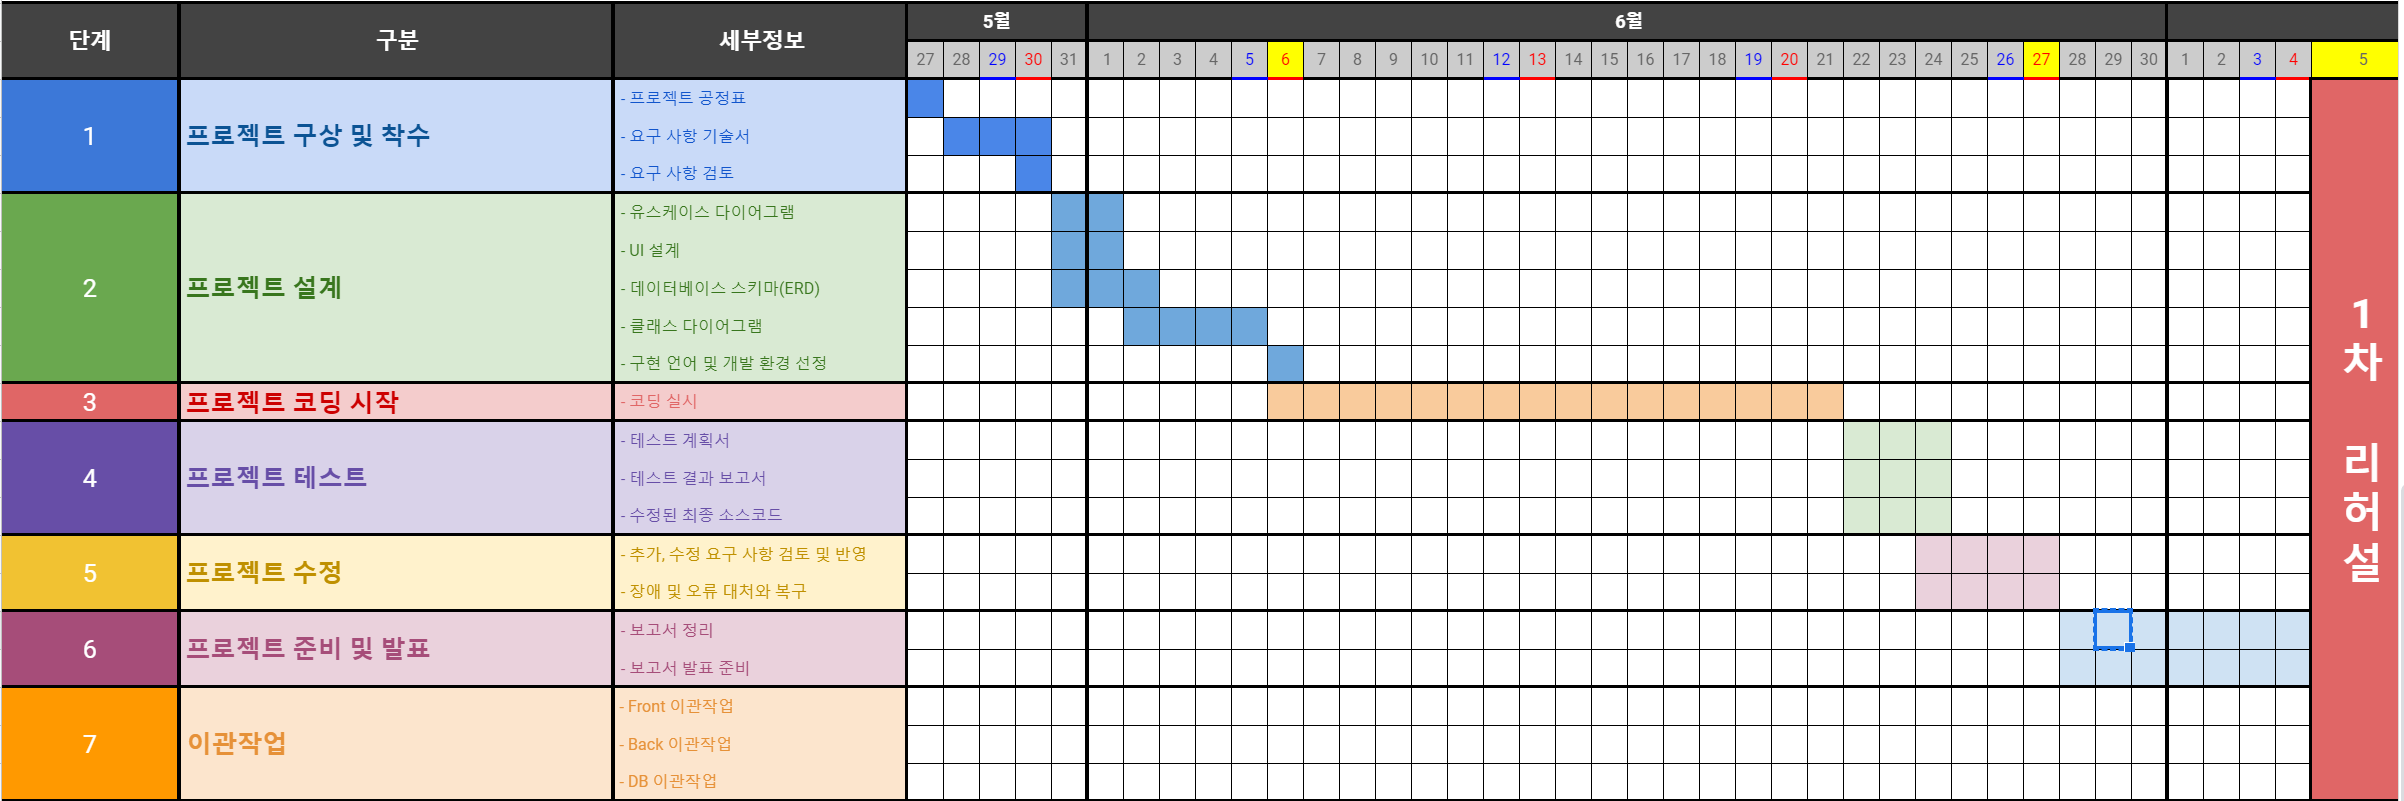 단계 구분 세부정보 5월 6월
27 28 29 30 31 1 2 3 4 5 6 7 8 9 10 11 12 13 14 15 16 17 18 19 20 21 22 23 24 25 26 27 28 29 30 1 2 3 4 5
1 프로젝트 구상 및 착수
- 프로젝트 공정표
- 요구 사항 기술서
- 요구 사항 검토
2 프로젝트 설계
- 유스케이스 다이어그램
- UI 설계
- 데이터베이스 스키마(ERD)
- 클래스 다이어그램
- 구현 언어 및 개발 환경 선정
3 프로젝트 코딩 시작
- 코딩 실시
4 프로젝트 테스트
- 테스트 계획서
- 테스트 결과 보고서
- 수정된 최종 소스코드
5 프로젝트 수정
- 추가, 수정 요구 사항 검토 및 반영
- 장애 및 오류 대처와 복구
6 프로젝트 준비 및 발표
- 보고서 정리
- 보고서 발표 준비
7 이관작업
- Front 이관작업
- Back 이관작업
- DB 이관작업
1차 리허설